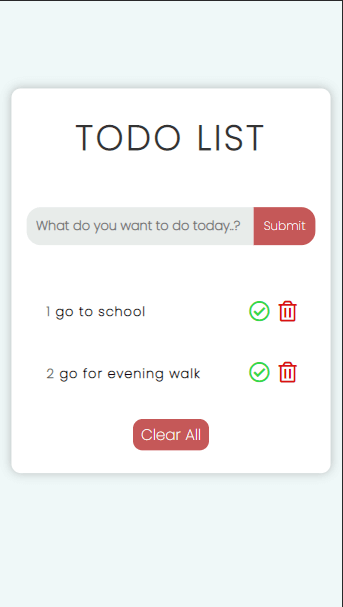 TODO LIST
What do you want to do today..?
Submit
1 go to school
2 go for evening walk
Clear All